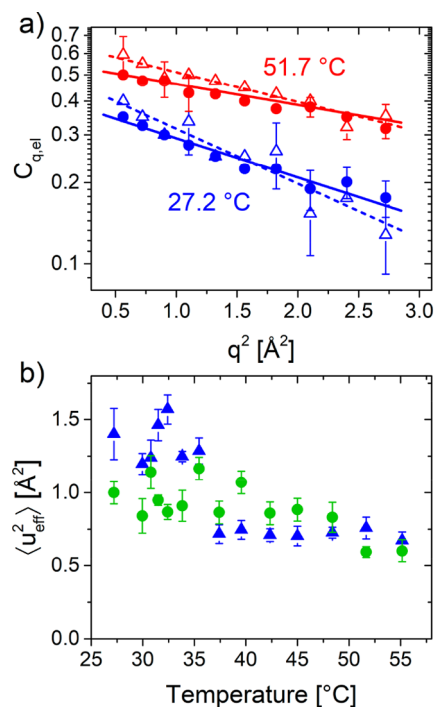 a)
0.7
0.6
0.5
0.4
0.3
0.2
0.1
C_q,el
51.7 °C
27.2 °C
0.5 1.0 1.5 2.0 2.5 3.0
q² [Å²]
b)
1.5
1.0
0.5
0.0
⟨u²_eff⟩ [Å²]
25 30 35 40 45 50 55
Temperature [°C]